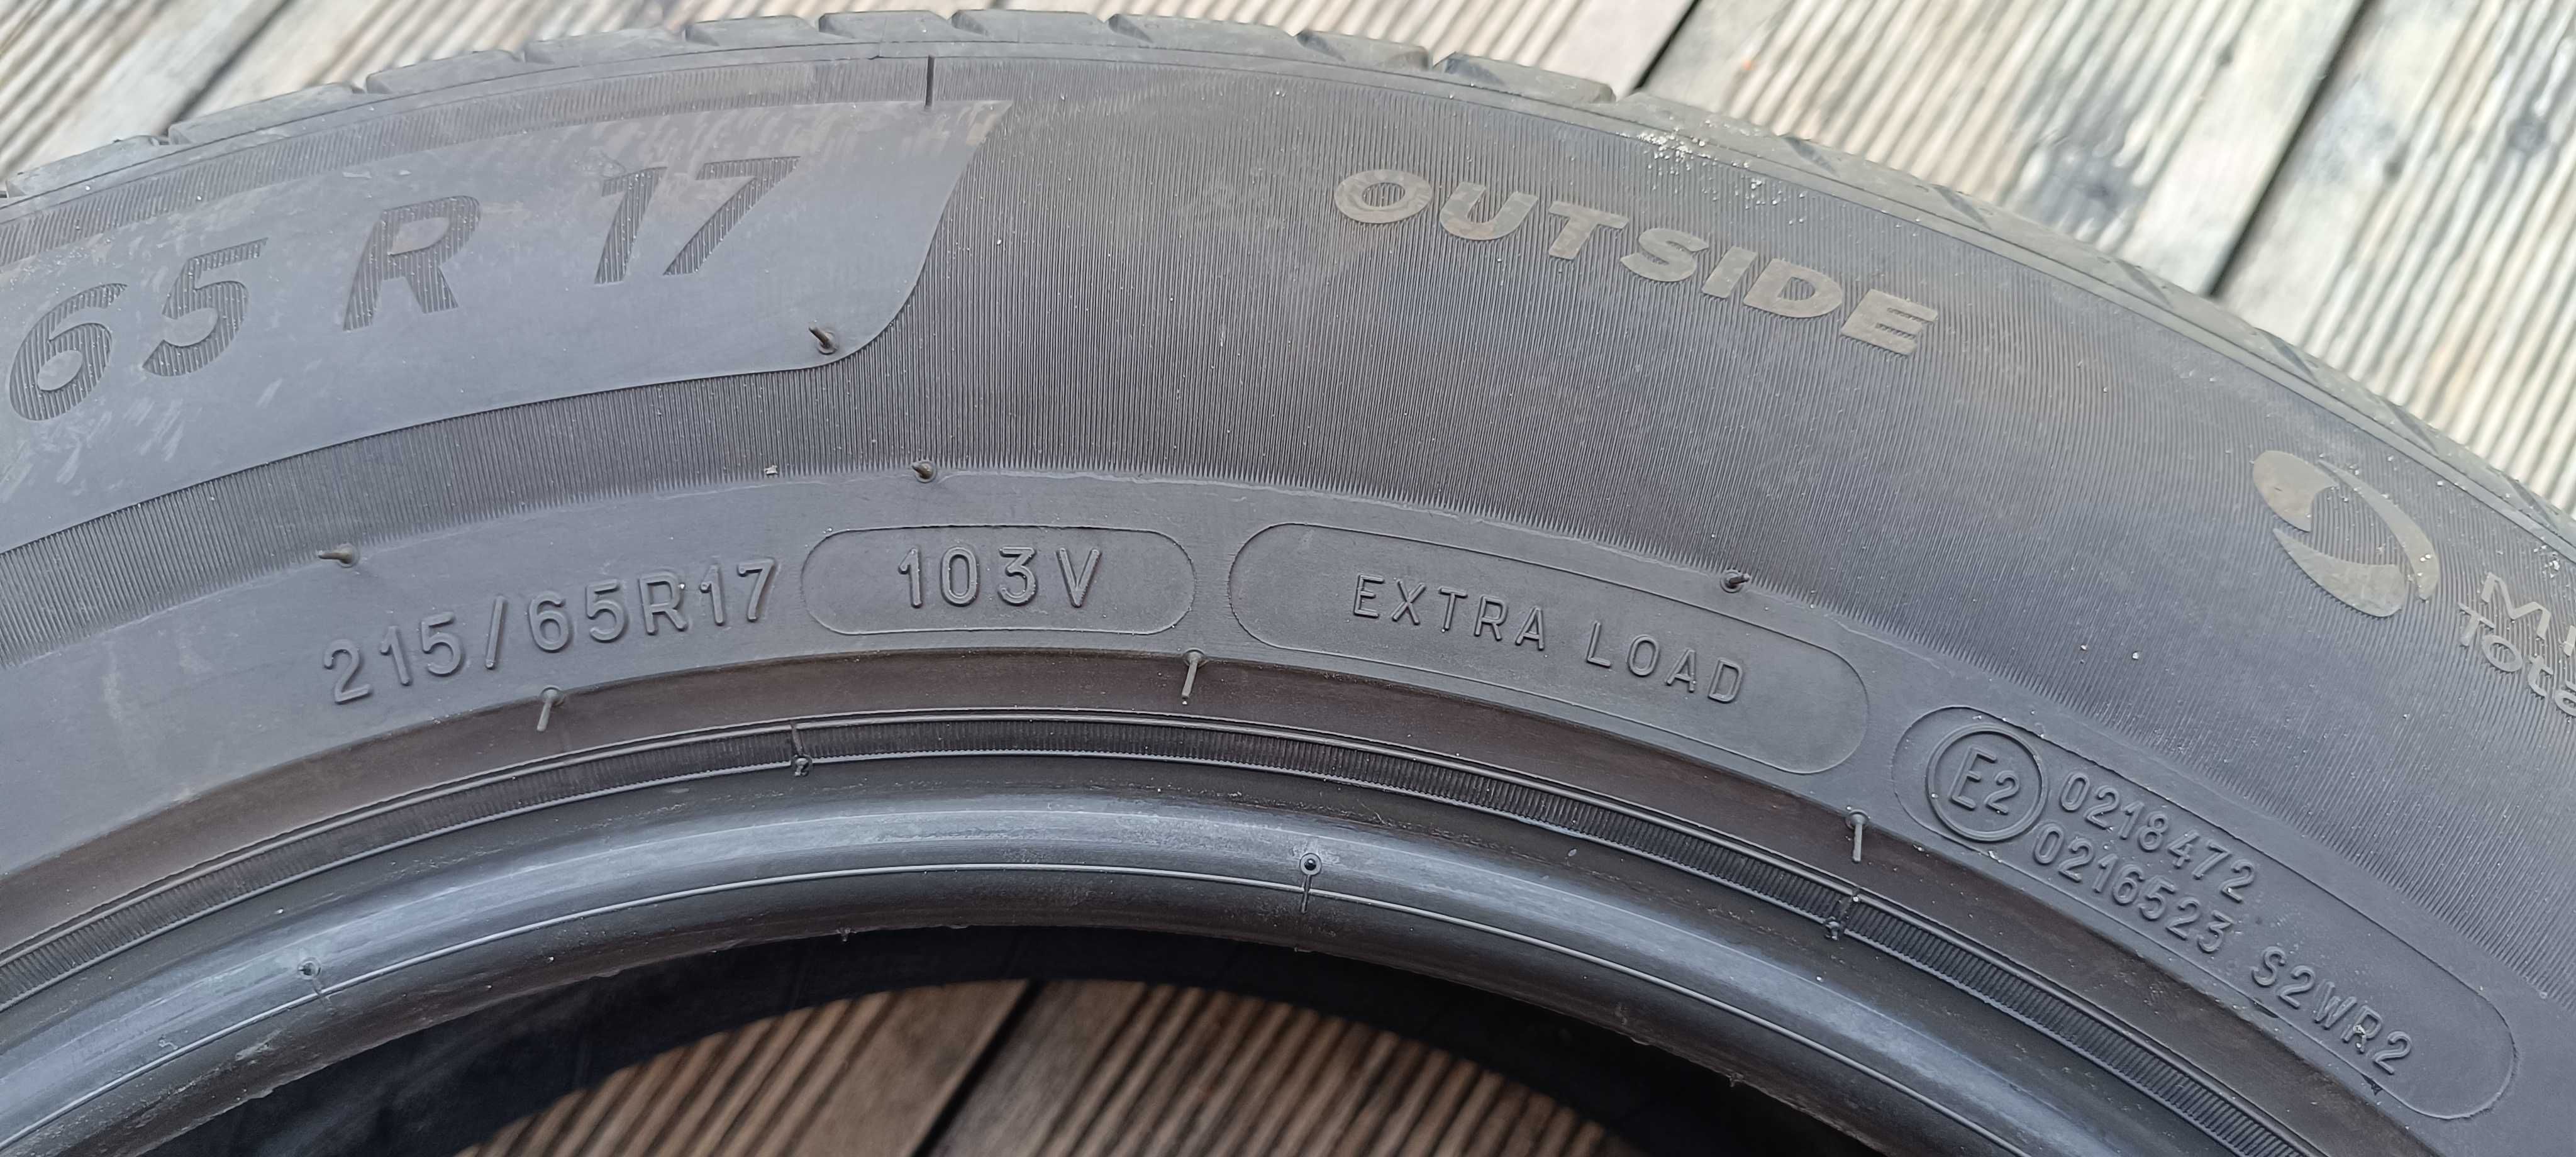 65 R 17
OUTSIDE
215/65R17 103V EXTRA LOAD
E2 0218472
0216523 S2WR2